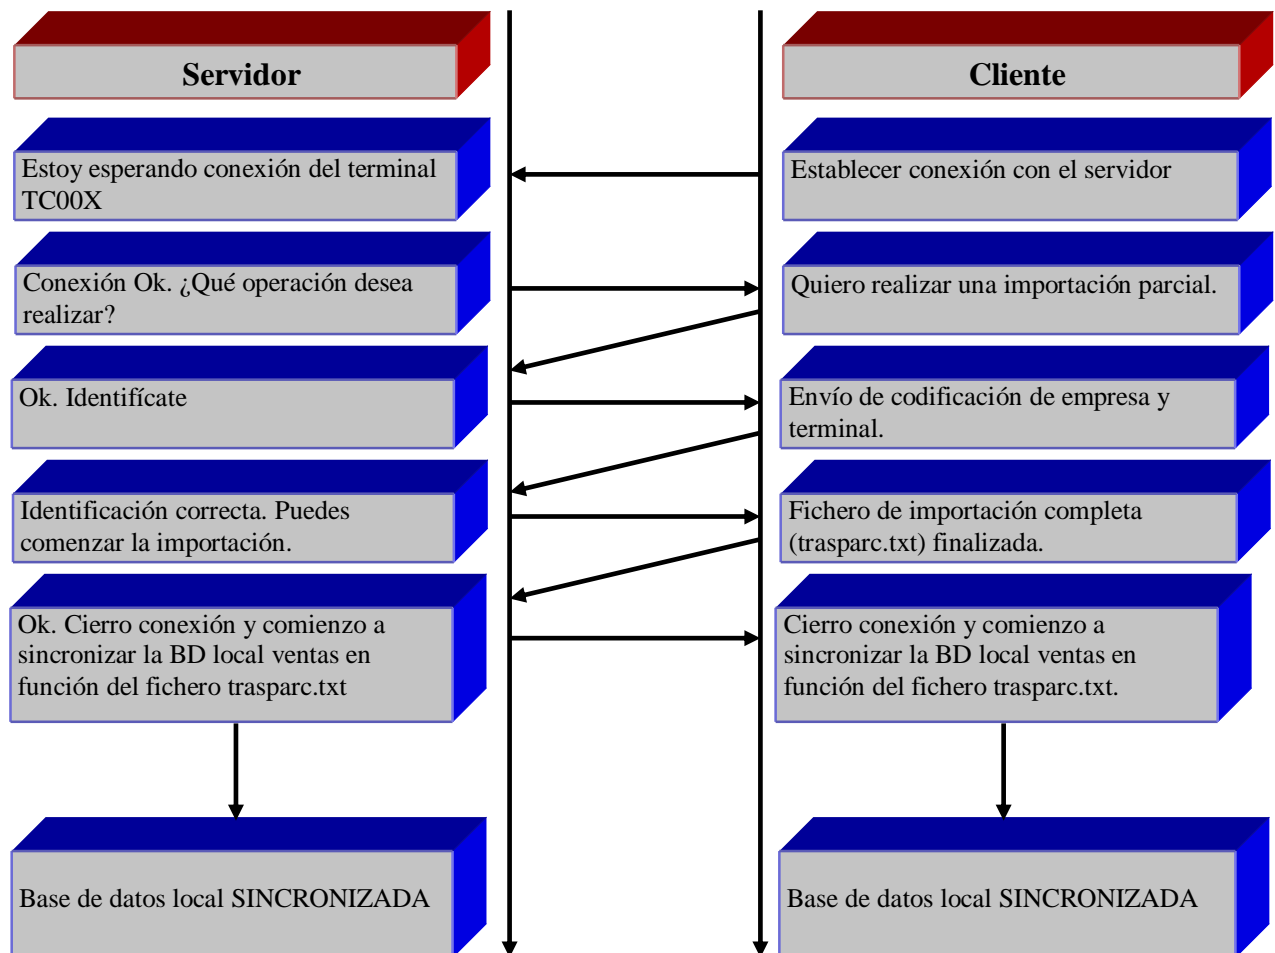 Servidor
Cliente
Estoy esperando conexión del terminal
TC00X
Establecer conexión con el servidor
Conexión Ok. ¿Qué operación desea
realizar?
Quiero realizar una importación parcial.
Ok. Identifícate
Envío de codificación de empresa y
terminal.
Identificación correcta. Puedes
comenzar la importación.
Fichero de importación completa
(trasparc.txt) finalizada.
Ok. Cierro conexión y comienzo a
sincronizar la BD local ventas en
función del fichero trasparc.txt
Cierro conexión y comienzo a
sincronizar la BD local ventas en
función del fichero trasparc.txt.
Base de datos local SINCRONIZADA
Base de datos local SINCRONIZADA